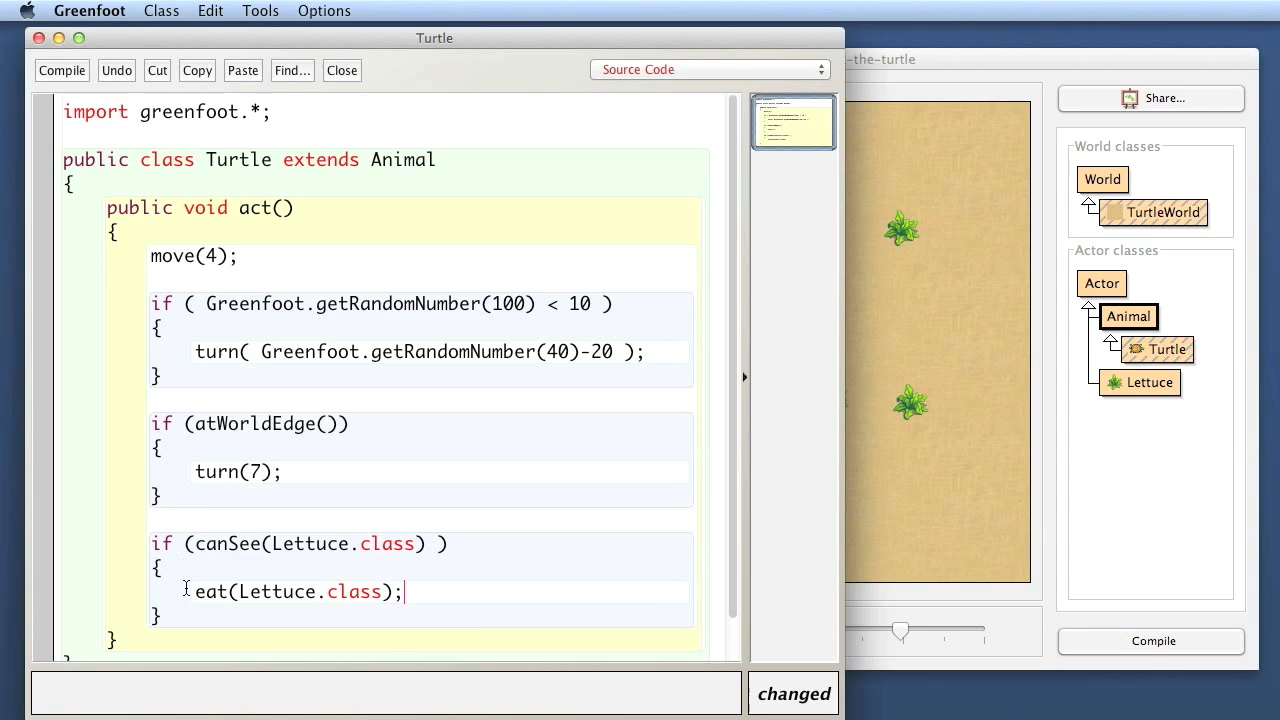 Greenfoot Class Edit Tools Options
Turtle
-the-turtle
Compile Undo Cut Copy Paste Find... Close Source Code
import greenfoot.*;
public class Turtle extends Animal
{
public void act()
{
move(4);
if ( Greenfoot.getRandomNumber(100) < 10 )
{
turn( Greenfoot.getRandomNumber(40)-20 );
}
if (atWorldEdge())
{
turn(7);
}
if (canSee(Lettuce.class) )
{
eat(Lettuce.class);
}
}
changed
Share...
World classes
World
TurtleWorld
Actor classes
Actor
Animal
Turtle
Lettuce
Compile